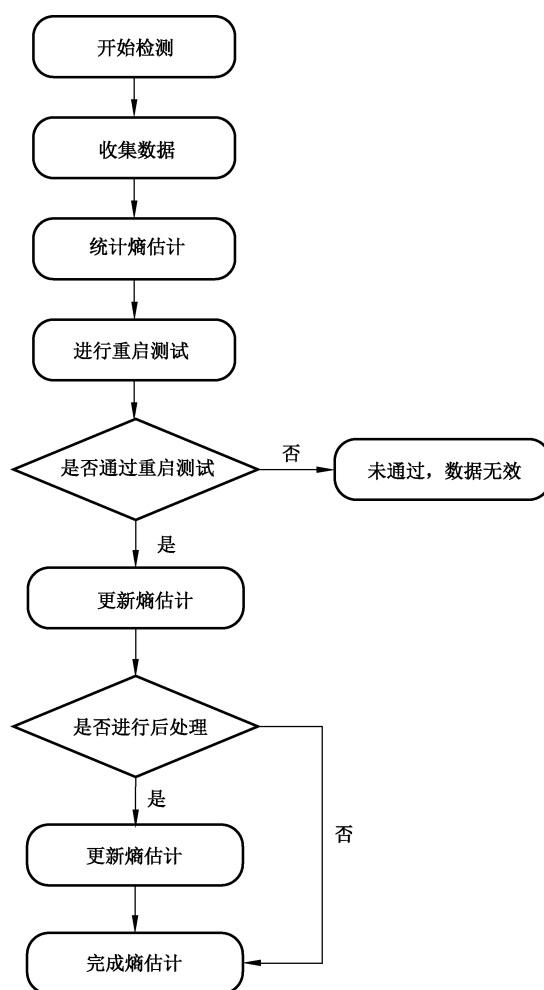 开始检测
收集数据
统计熵估计
进行重启测试
是否通过重启测试
否
未通过，数据无效
是
更新熵估计
是否进行后处理
是
否
更新熵估计
完成熵估计